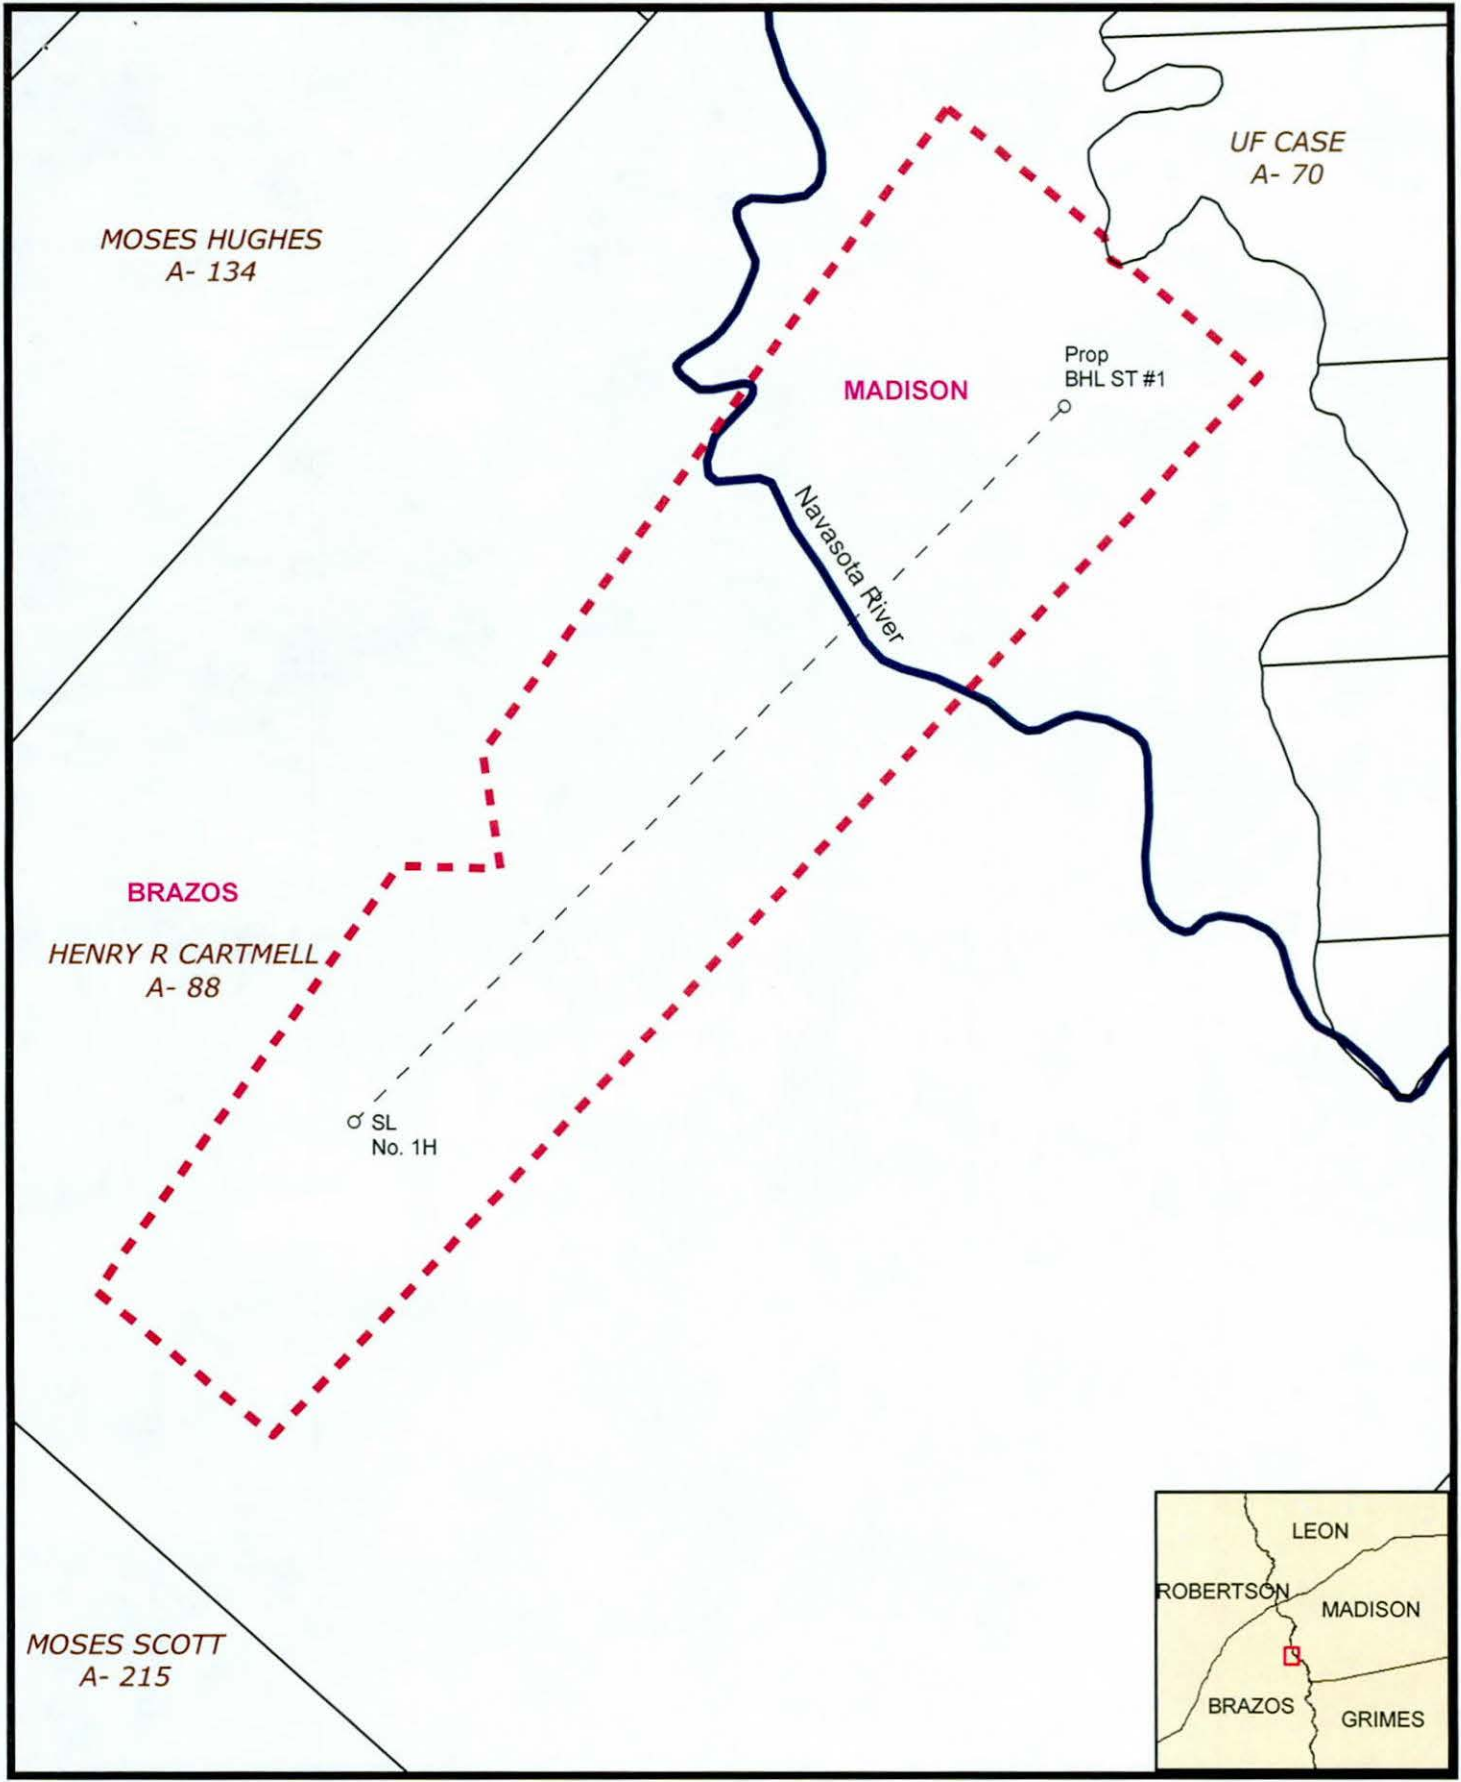 UF CASE
A- 70
MOSES HUGHES
A- 134
Prop
BHL ST #1
MADISON
Navasota River
BRAZOS
HENRY R CARTMELL
A- 88
SL
No. 1H
LEON
ROBERTSON
MADISON
BRAZOS
GRIMES
MOSES SCOTT
A- 215